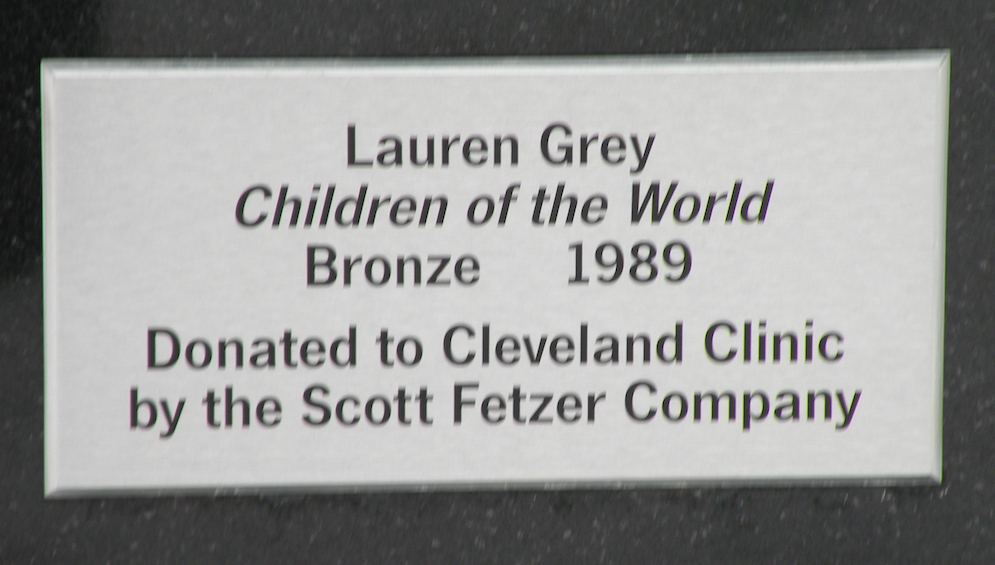 Lauren Grey
Children of the World
Bronze 1989
Donated to Cleveland Clinic
by the Scott Fetzer Company